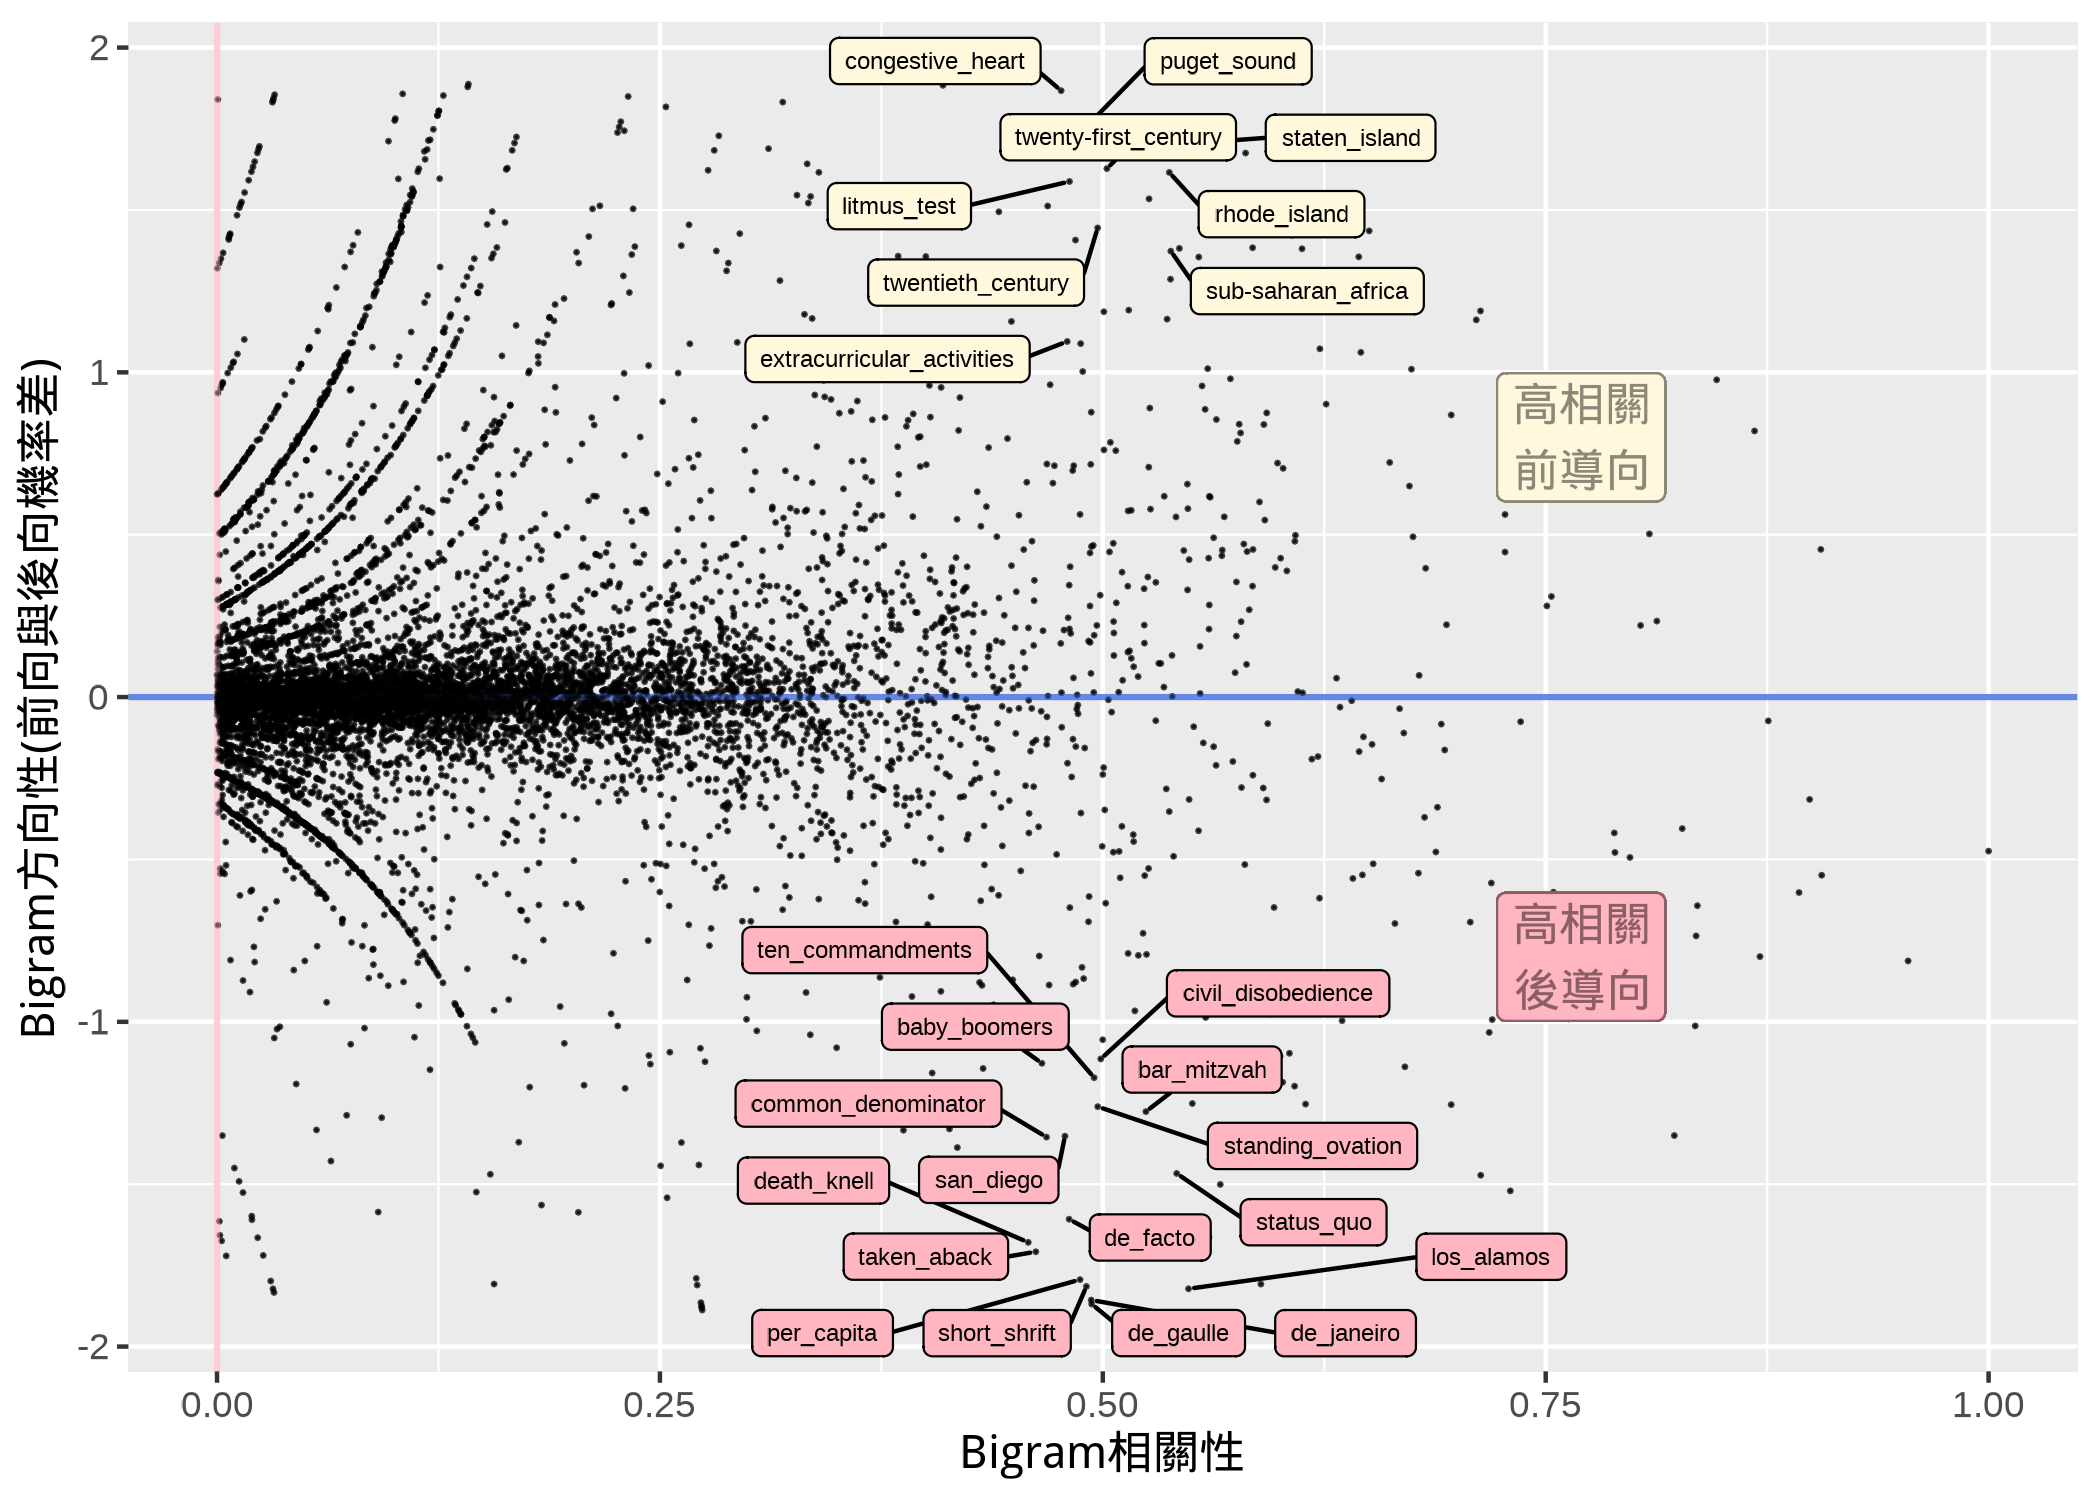 2
1
0
-1
-2
Bigram方向性(前向與後向機率差)
congestive_heart
puget_sound
twenty-first_century
staten_island
litmus_test
rhode_island
twentieth_century
sub-saharan_africa
extracurricular_activities
高相關
前導向
高相關
後導向
ten_commandments
civil_disobedience
baby_boomers
bar_mitzvah
common_denominator
standing_ovation
death_knell
san_diego
status_quo
de_facto
taken_aback
los_alamos
per_capita
short_shrift
de_gaulle
de_janeiro
0.00
0.25
0.50
0.75
1.00
Bigram相關性